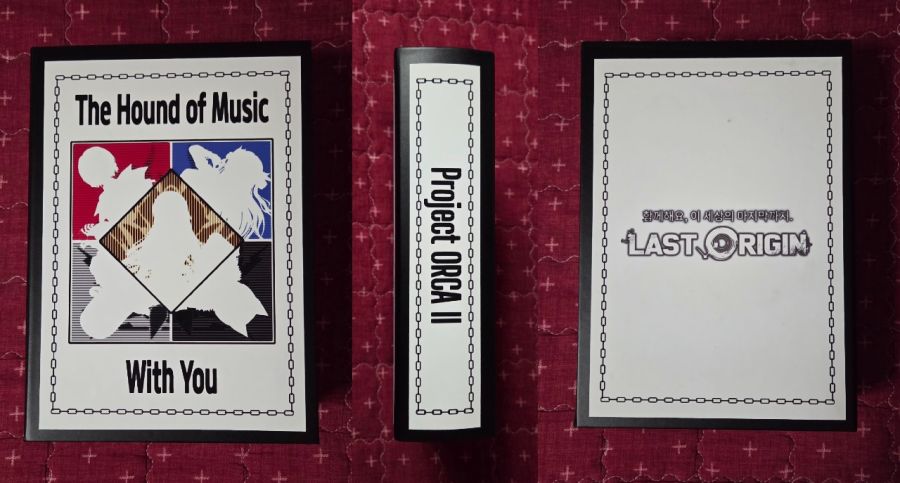 The Hound of Music
With You
Project ORCA II
함께해요, 이 세상의 마지막까지.
LAST ORIGIN